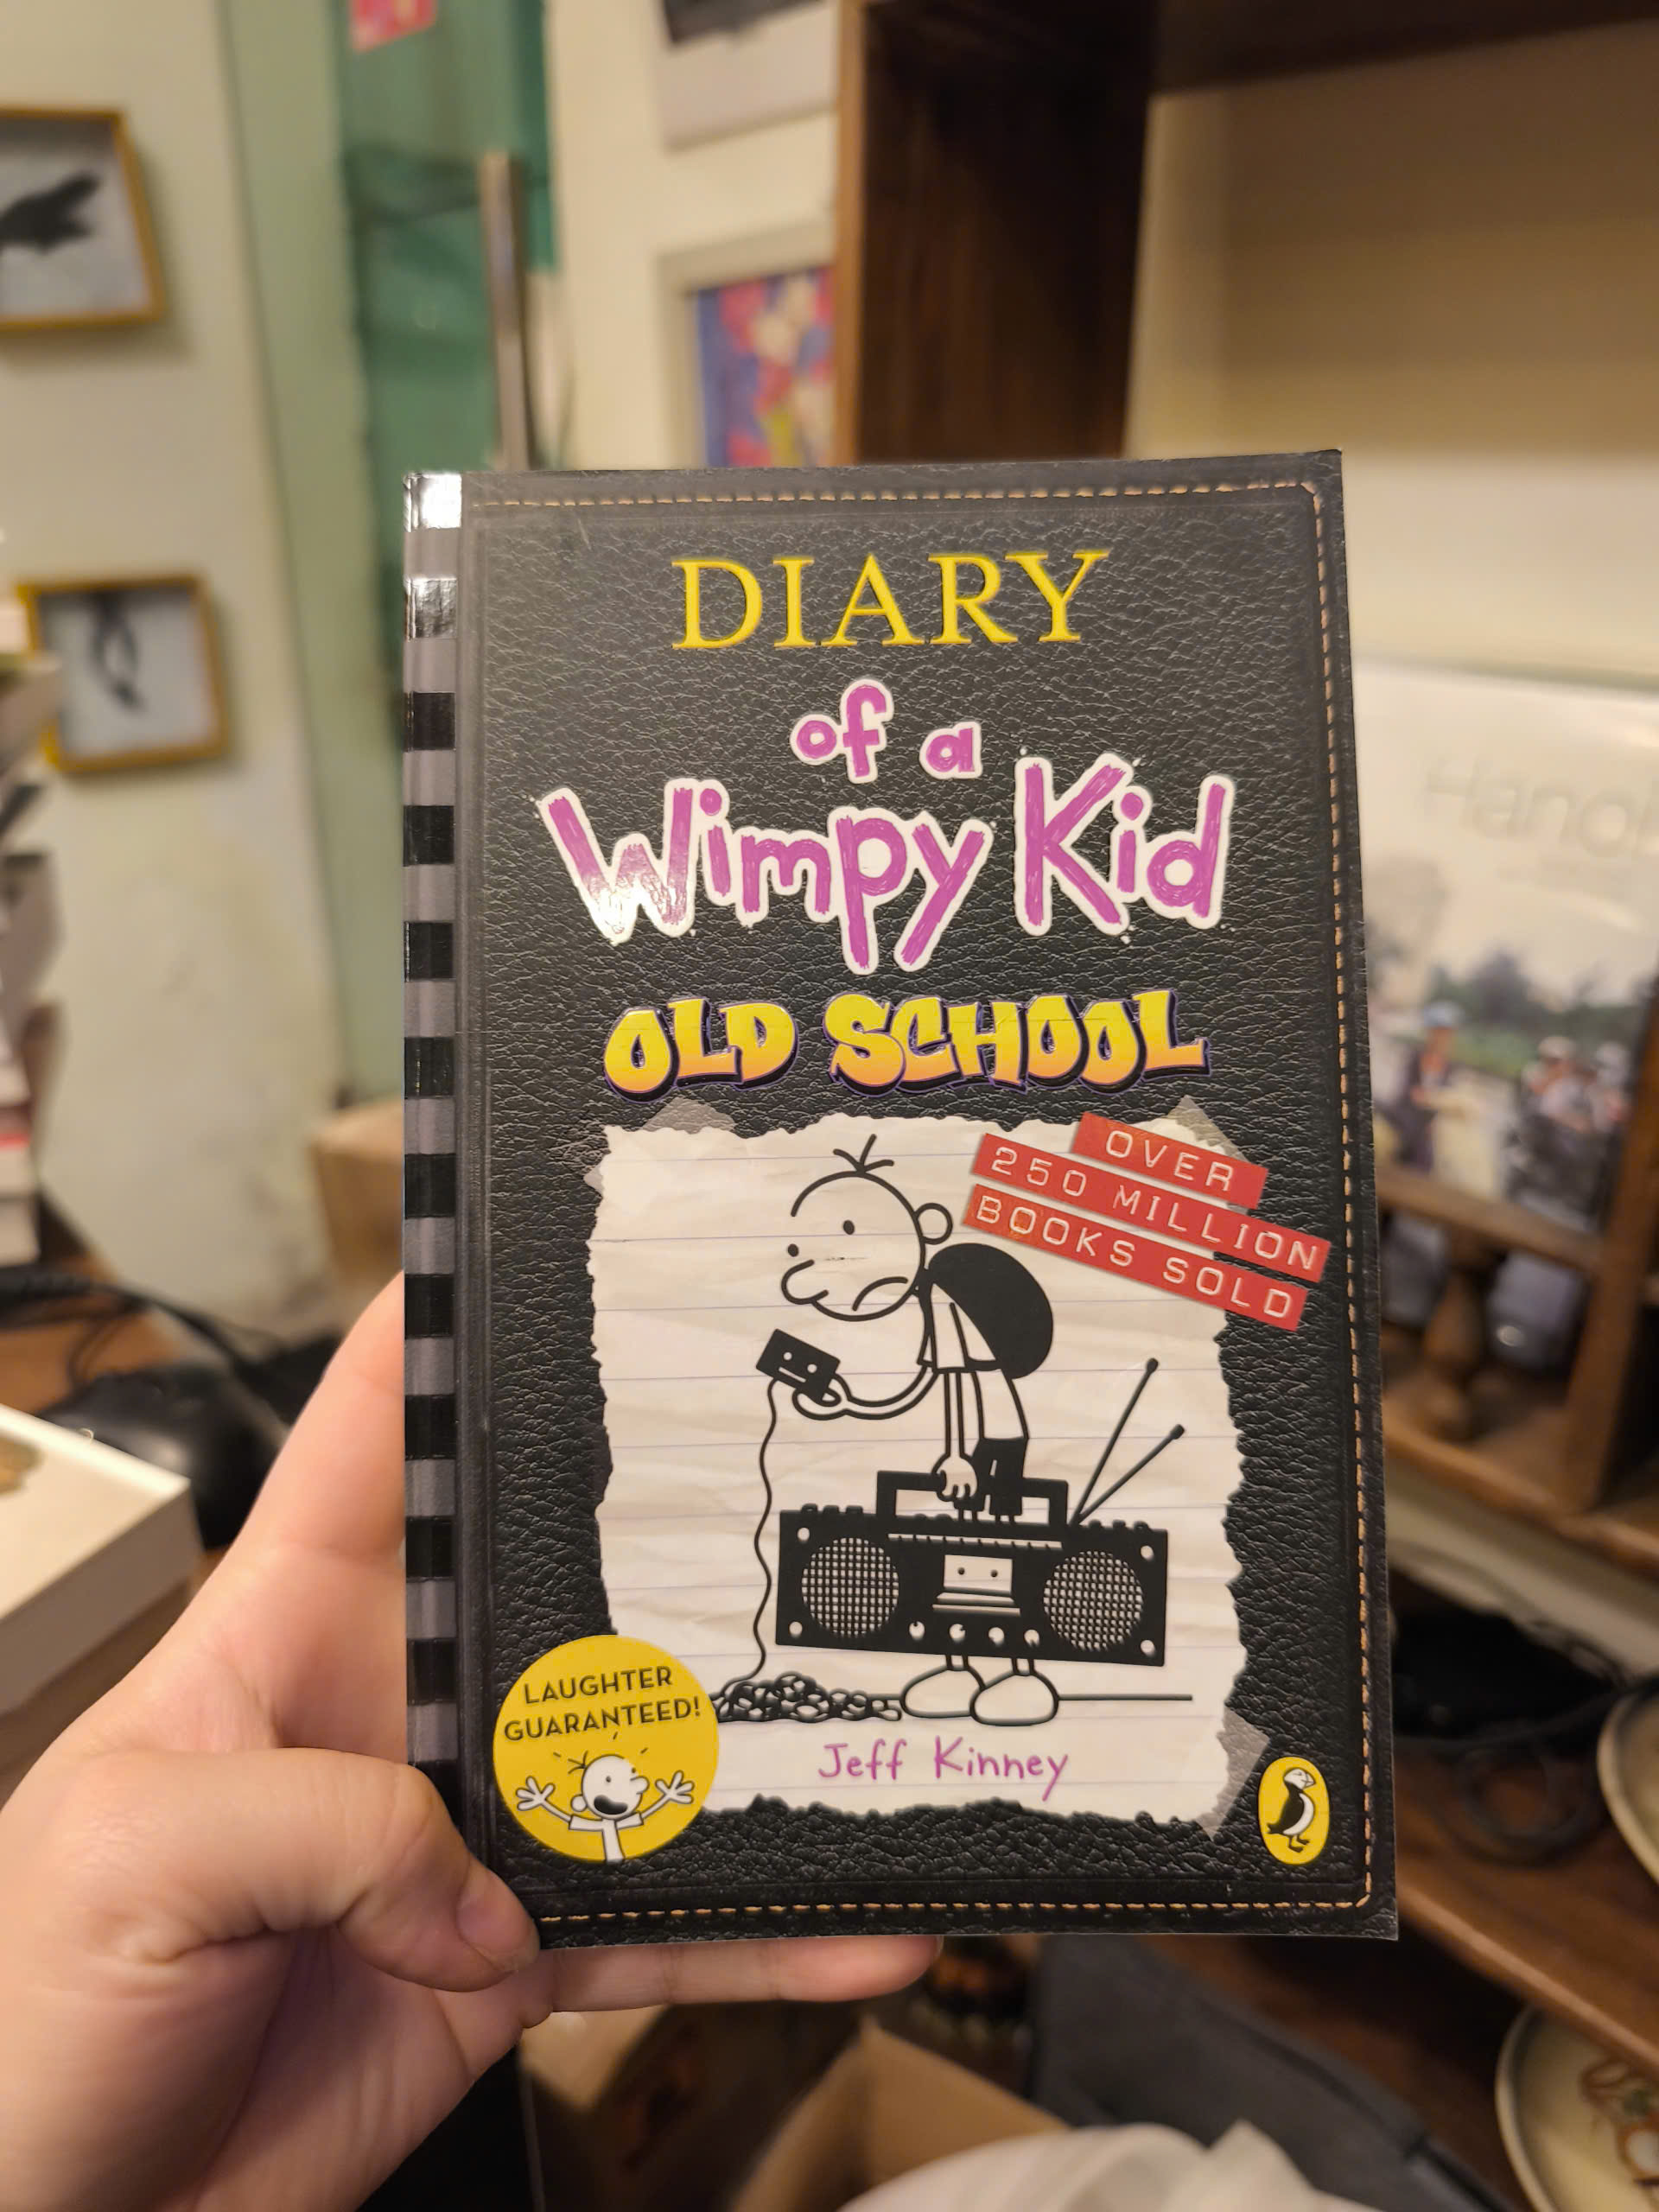 DIARY
of a
Wimpy Kid
OLD SCHOOL
OVER
250 MILLION
BOOKS SOLD
LAUGHTER
GUARANTEED!
Jeff Kinney